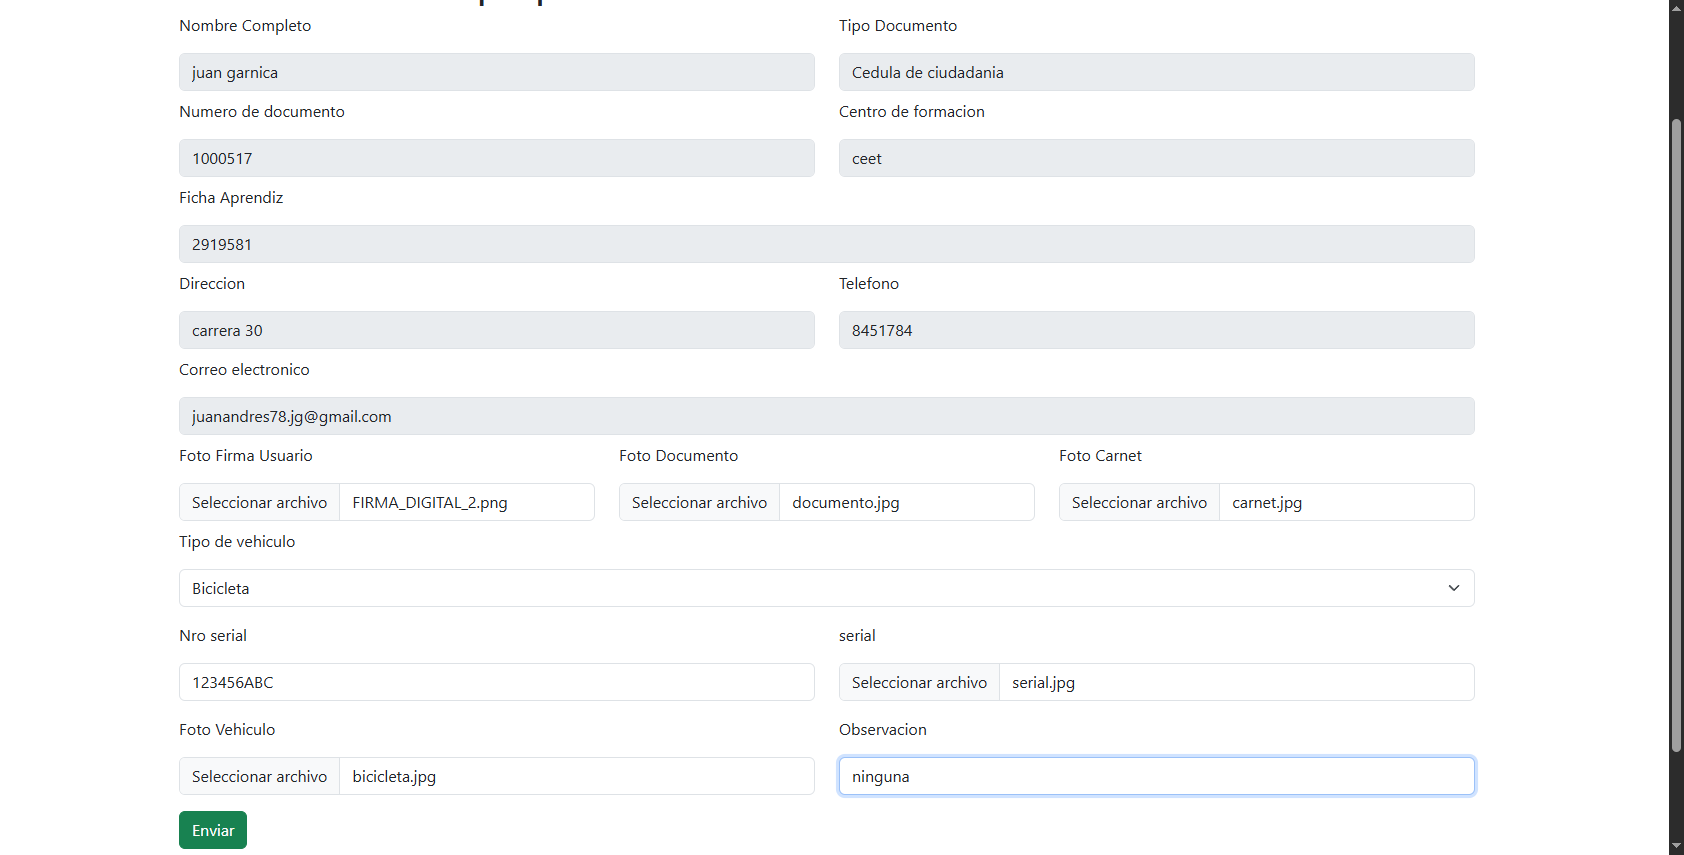 Nombre Completo
Tipo Documento
juan garnica
Cedula de ciudadania
Numero de documento
Centro de formacion
1000517
ceet
Ficha Aprendiz
2919581
Direccion
Telefono
carrera 30
8451784
Correo electronico
juanandres78.jg@gmail.com
Foto Firma Usuario
Foto Documento
Foto Carnet
Seleccionar archivo FIRMA_DIGITAL_2.png
Seleccionar archivo documento.jpg
Seleccionar archivo carnet.jpg
Tipo de vehiculo
Bicicleta
Nro serial
serial
123456ABC
Seleccionar archivo serial.jpg
Foto Vehiculo
Observacion
Seleccionar archivo bicicleta.jpg
ninguna
Enviar